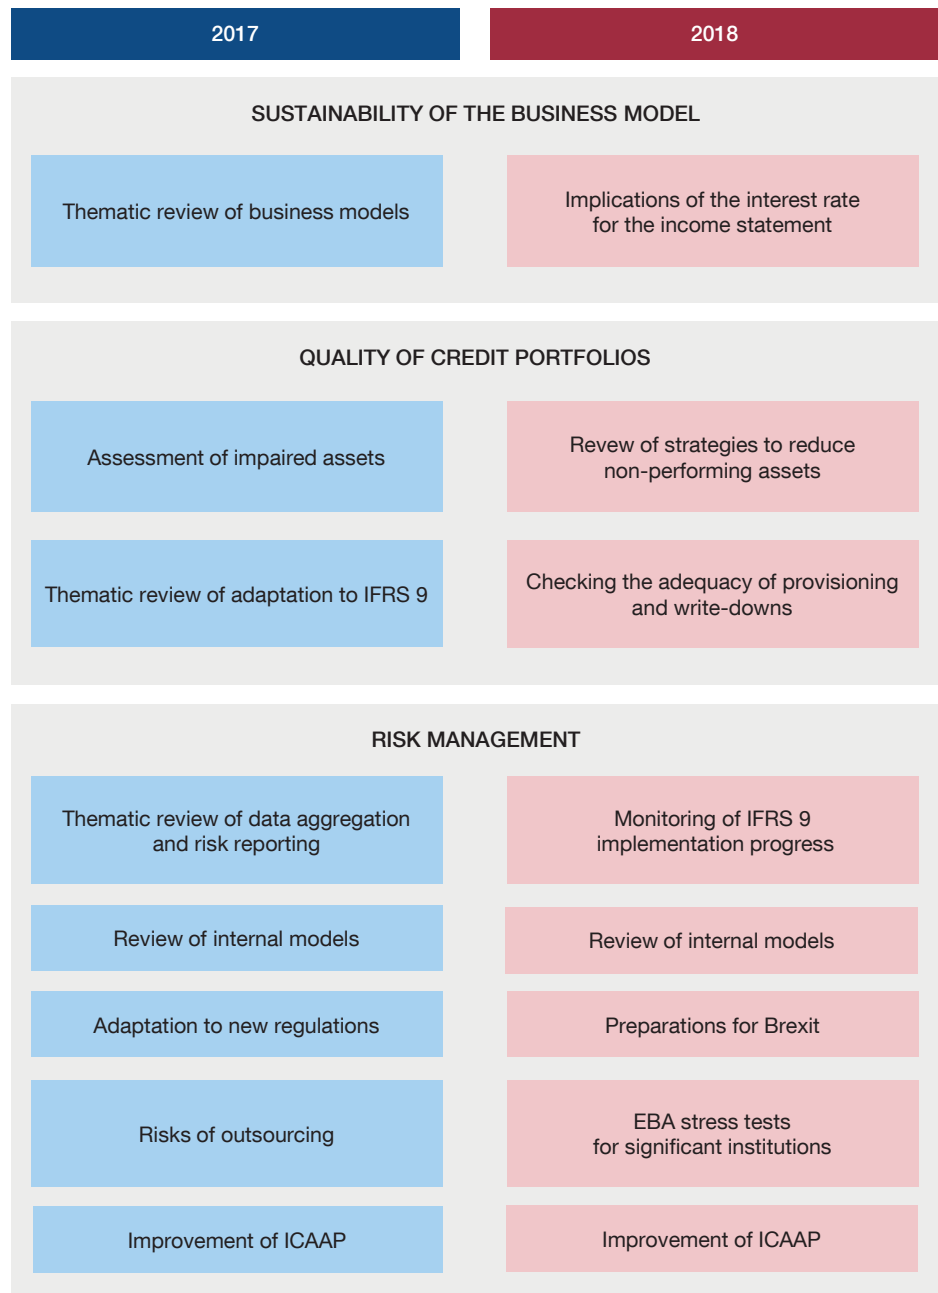 2017
2018
SUSTAINABILITY OF THE BUSINESS MODEL
Thematic review of business models
Implications of the interest rate
for the income statement
QUALITY OF CREDIT PORTFOLIOS
Assessment of impaired assets
Revew of strategies to reduce
non-performing assets
Thematic review of adaptation to IFRS 9
Checking the adequacy of provisioning
and write-downs
RISK MANAGEMENT
Thematic review of data aggregation
and risk reporting
Monitoring of IFRS 9
implementation progress
Review of internal models
Review of internal models
Adaptation to new regulations
Preparations for Brexit
Risks of outsourcing
EBA stress tests
for significant institutions
Improvement of ICAAP
Improvement of ICAAP